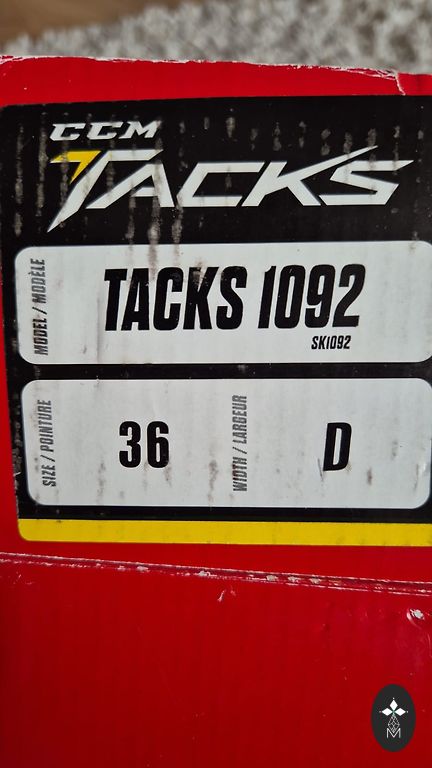 CCM
TACKS
MODEL / MODÈLE
TACKS 1092
SK1092
SIZE / POINTURE
36
WIDTH / LARGEUR
D
M